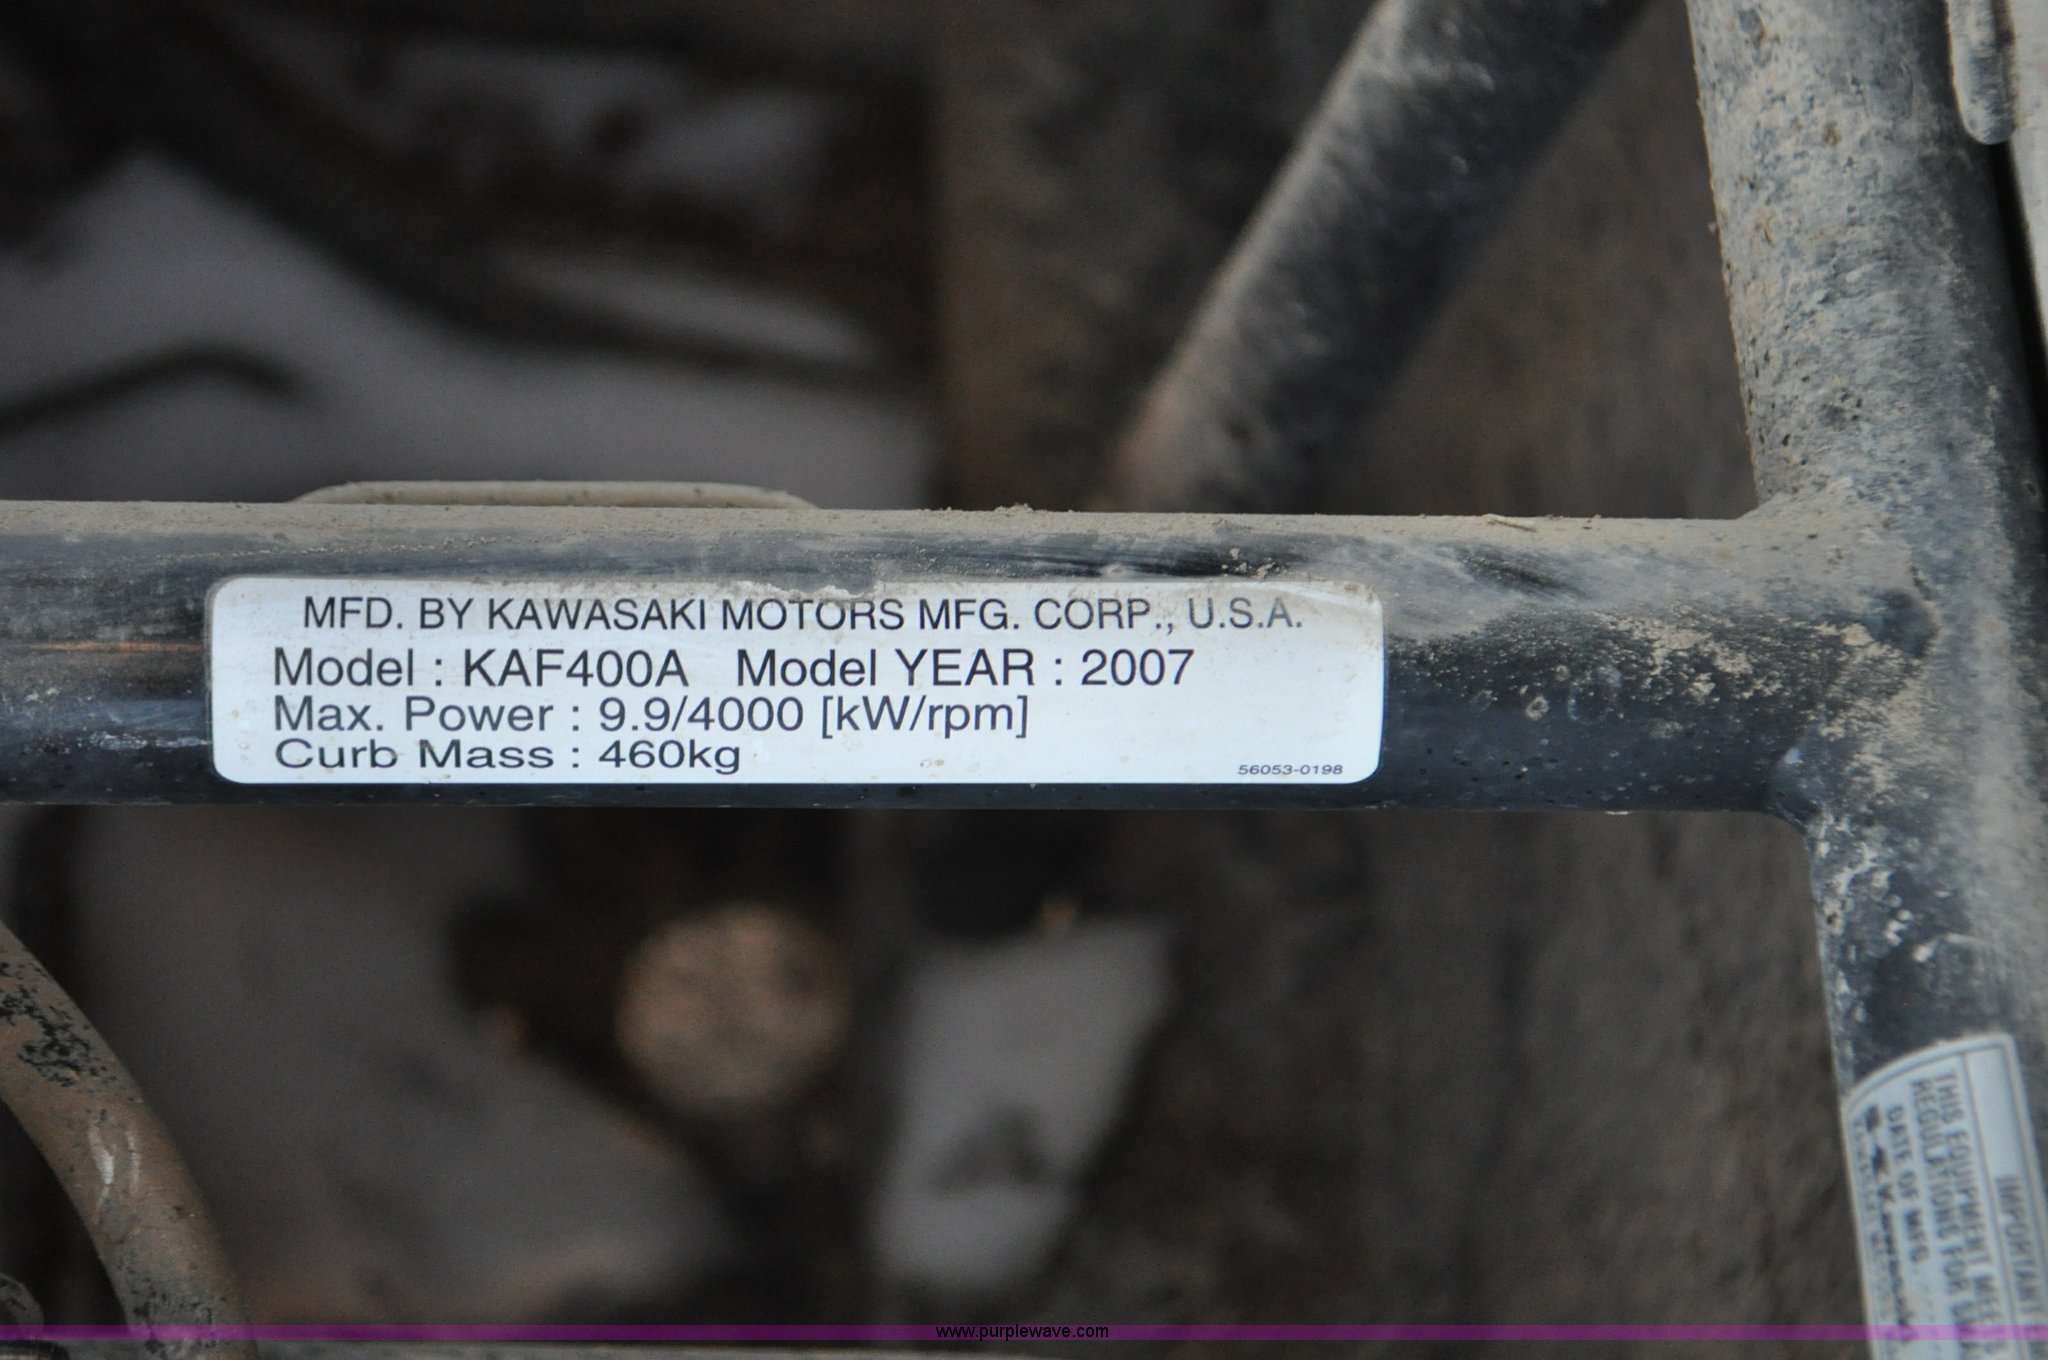 MFD. BY KAWASAKI MOTORS MFG. CORP., U.S.A.
Model : KAF400A Model YEAR : 2007
Max. Power : 9.9/4000 [kW/rpm]
Curb Mass : 460kg
56053-0198
IMPORTANT
THIS EQUIPMENT MEETS
REGULATIONS FOR
DATE OF MFG
www.purplewave.com